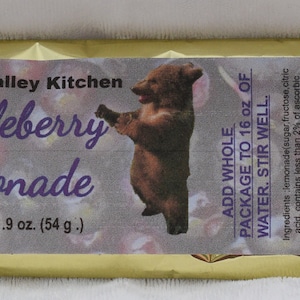 alley Kitchen
leberry
onade
.9 oz. (54 g.)
ADD WHOLE
PACKAGE TO 16 oz OF
WATER. STIR WELL.
Ingredients :lemonade(sugar,fructose,citric
acid, contains less than 2% of ascorbic